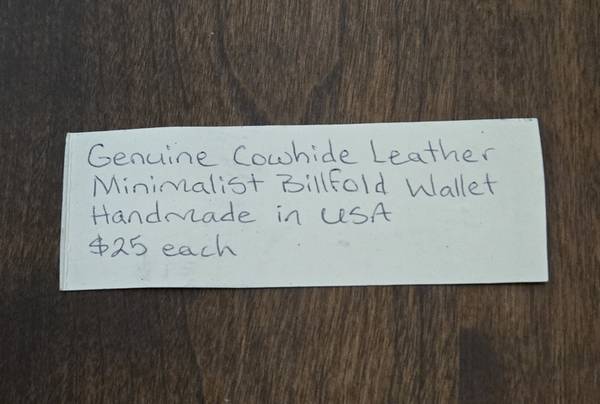 Genuine Cowhide Leather
Minimalist Billfold Wallet
Handmade in USA
$25 each